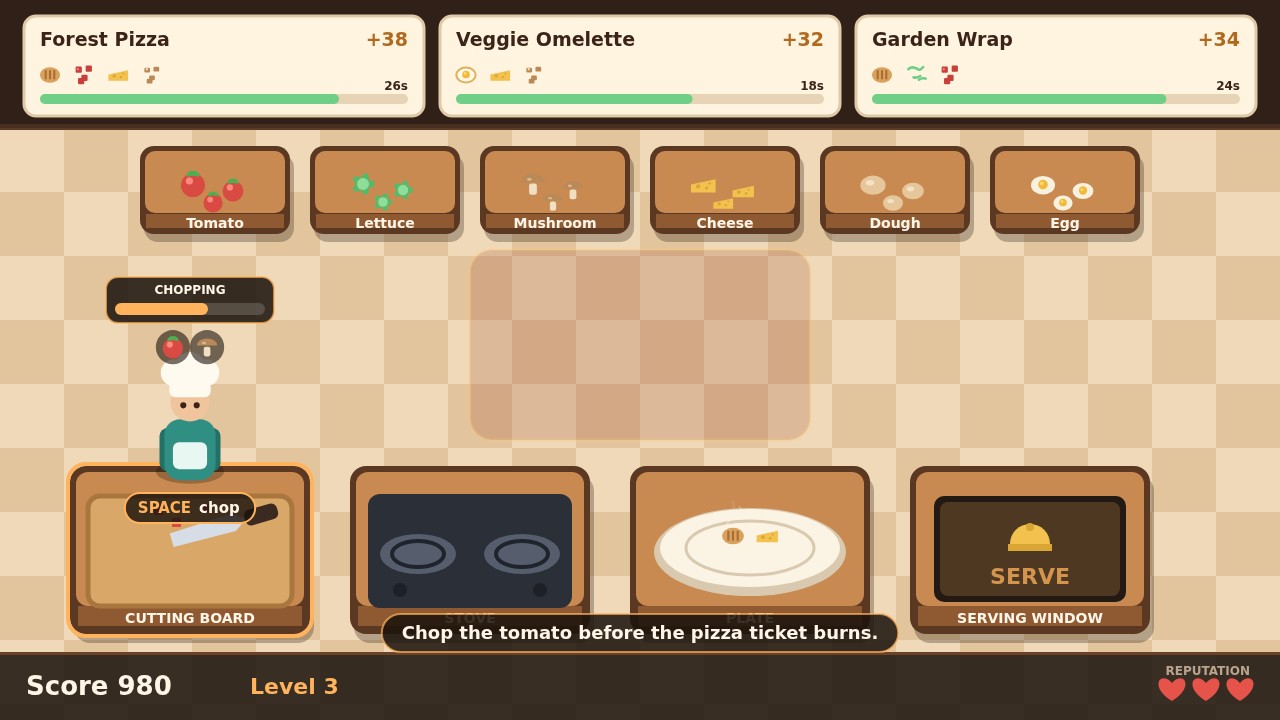 Forest Pizza +38
26s
Veggie Omelette +32
18s
Garden Wrap +34
24s
Tomato
Lettuce
Mushroom
Cheese
Dough
Egg
CHOPPING
SPACE chop
SERVE
CUTTING BOARD
STOVE
PLATE
SERVING WINDOW
Chop the tomato before the pizza ticket burns.
Score 980
Level 3
REPUTATION